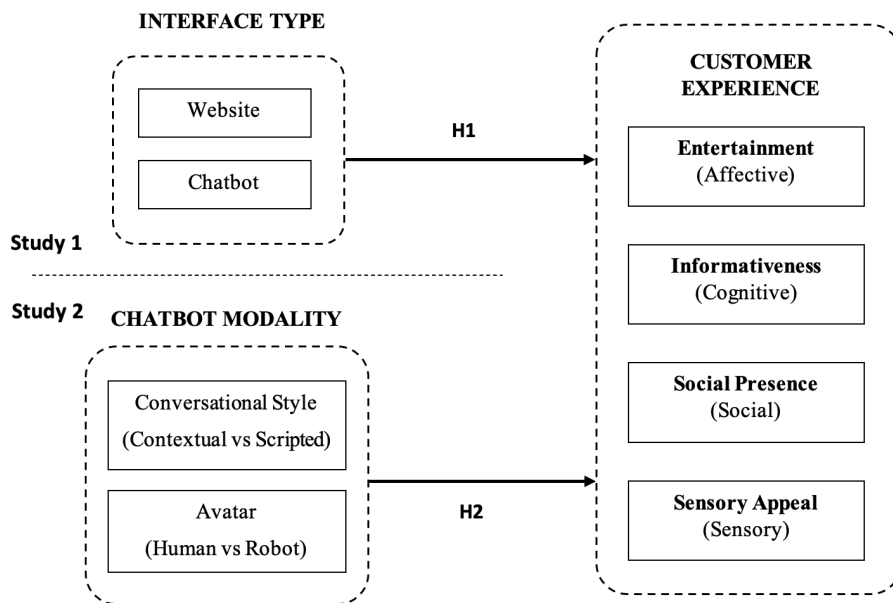 INTERFACE TYPE
Website
Chatbot
Study 1
H1
Study 2
CHATBOT MODALITY
Conversational Style
(Contextual vs Scripted)
Avatar
(Human vs Robot)
H2
CUSTOMER
EXPERIENCE
Entertainment
(Affective)
Informativeness
(Cognitive)
Social Presence
(Social)
Sensory Appeal
(Sensory)